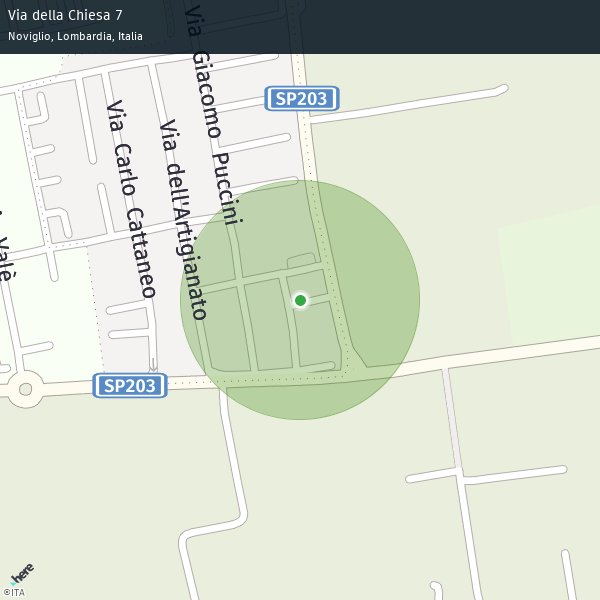 Via della Chiesa 7
Noviglio, Lombardia, Italia
Via Giacomo Puccini
SP203
Via Carlo Cattaneo
Via dell'Artigianato
Valè
SP203
here
©ITA